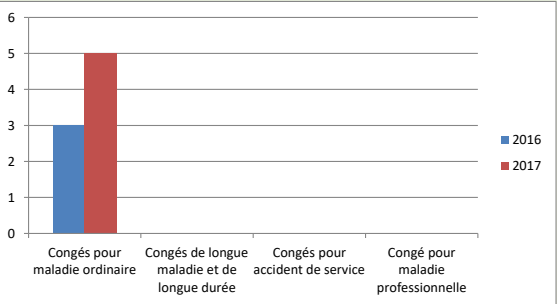 6
5
4
3
2
1
0
Congés pour
maladie ordinaire
Congés de longue
maladie et de
longue durée
Congés pour
accident de service
Congé pour
maladie
professionnelle
2016
2017